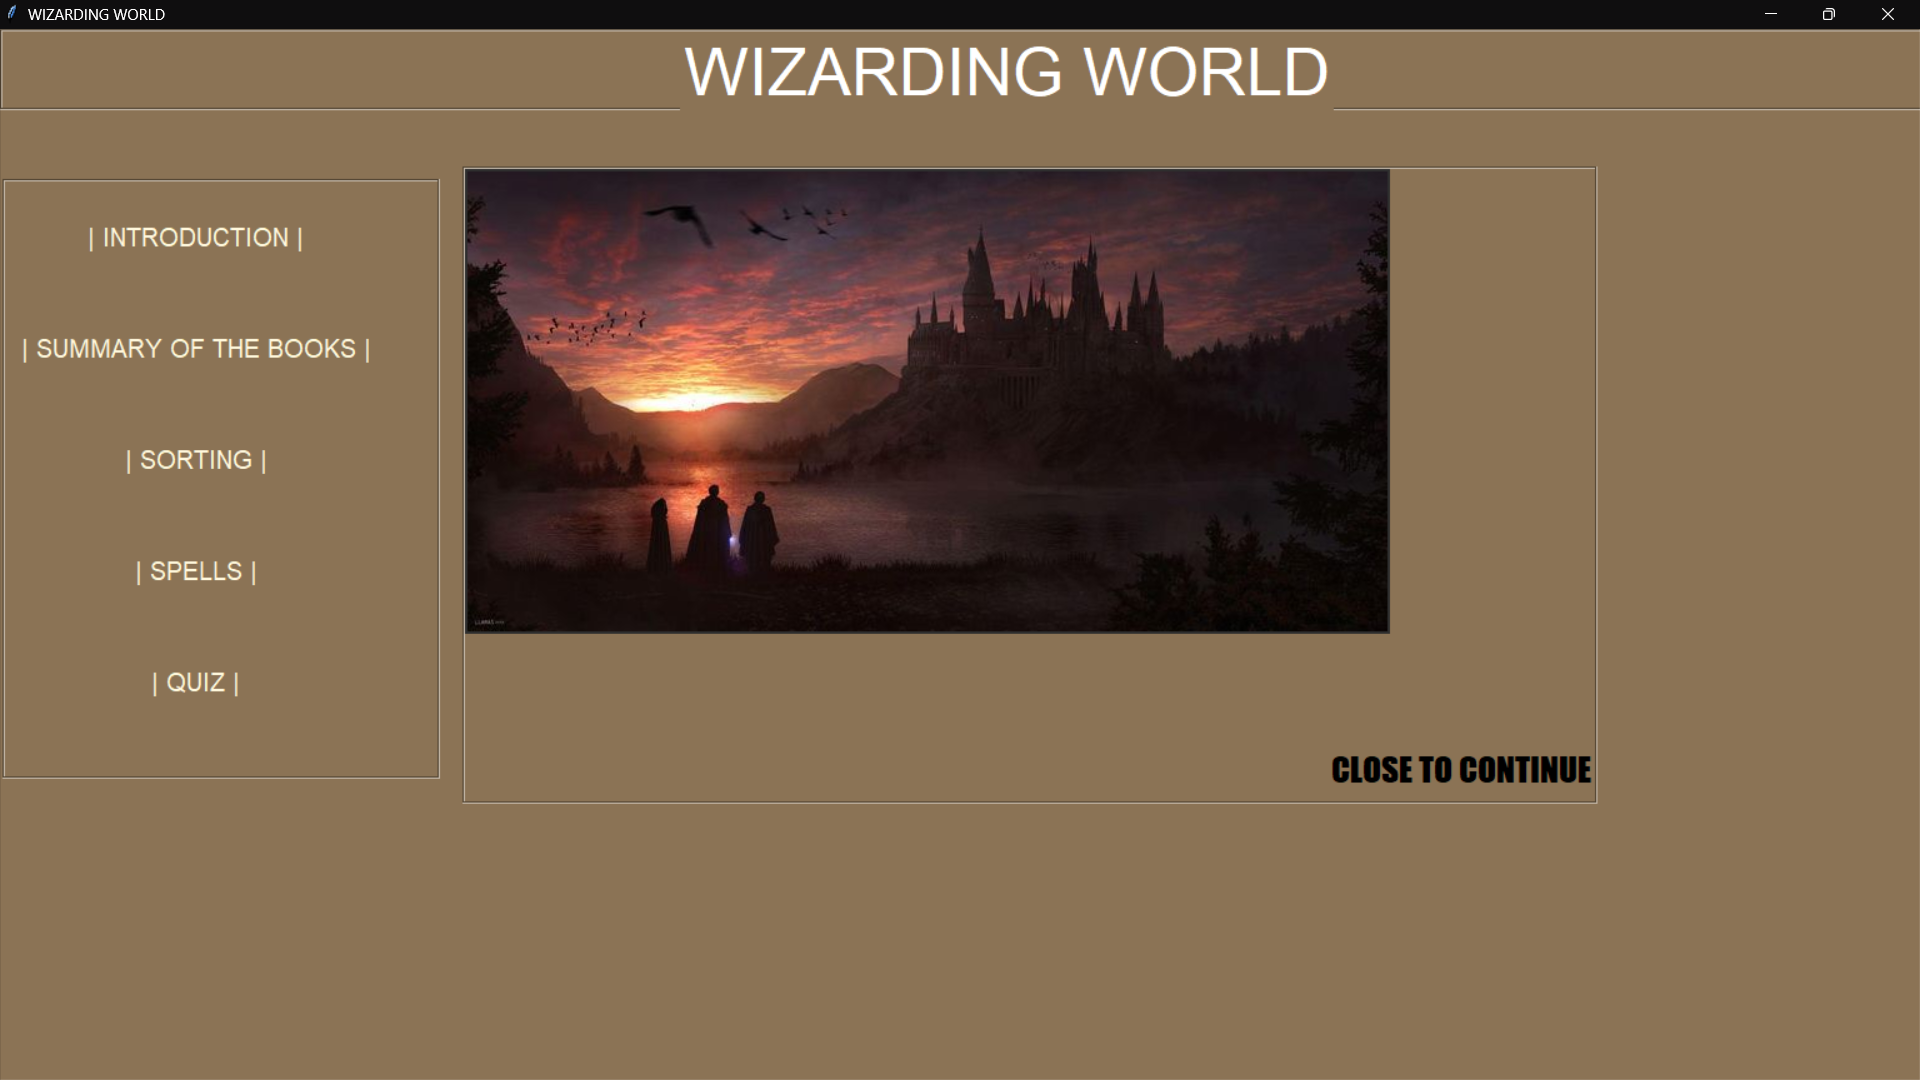 WIZARDING WORLD
WIZARDING WORLD
| INTRODUCTION |
| SUMMARY OF THE BOOKS |
| SORTING |
| SPELLS |
| QUIZ |
CLOSE TO CONTINUE